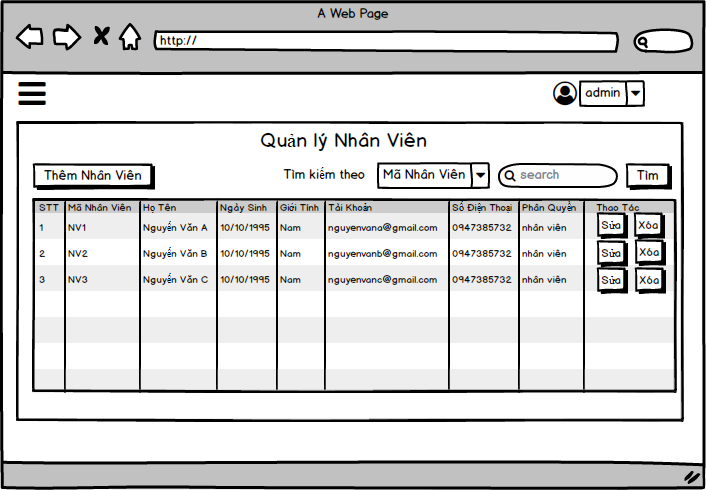 A Web Page
http://
admin
Quản lý Nhân Viên
Thêm Nhân Viên Tìm kiếm theo Mã Nhân Viên search Tìm
STT Mã Nhân Viên Họ Tên Ngày Sinh Giới Tính Tài Khoản Số Điện Thoại Phân Quyền Thao Tác
1 NV1 Nguyễn Văn A 10/10/1995 Nam nguyenvana@gmail.com 0947385732 nhân viên Sửa Xóa
2 NV2 Nguyễn Văn B 10/10/1995 Nam nguyenvanb@gmail.com 0947385732 nhân viên Sửa Xóa
3 NV3 Nguyễn Văn C 10/10/1995 Nam nguyenvanc@gmail.com 0947385732 nhân viên Sửa Xóa